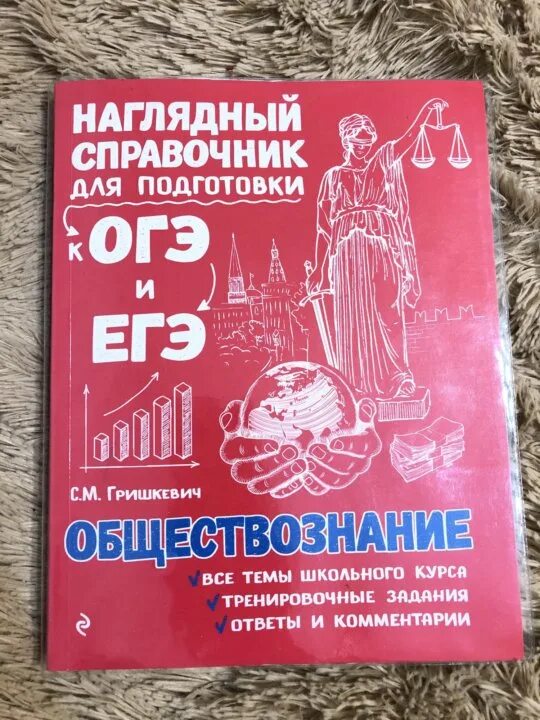 НАГЛЯДНЫЙ
СПРАВОЧНИК
ДЛЯ ПОДГОТОВКИ
К ОГЭ
И
ЕГЭ
С.М. ГРИШКЕВИЧ
ОБЩЕСТВОЗНАНИЕ
ВСЕ ТЕМЫ ШКОЛЬНОГО КУРСА
ТРЕНИРОВОЧНЫЕ ЗАДАНИЯ
ОТВЕТЫ И КОММЕНТАРИИ